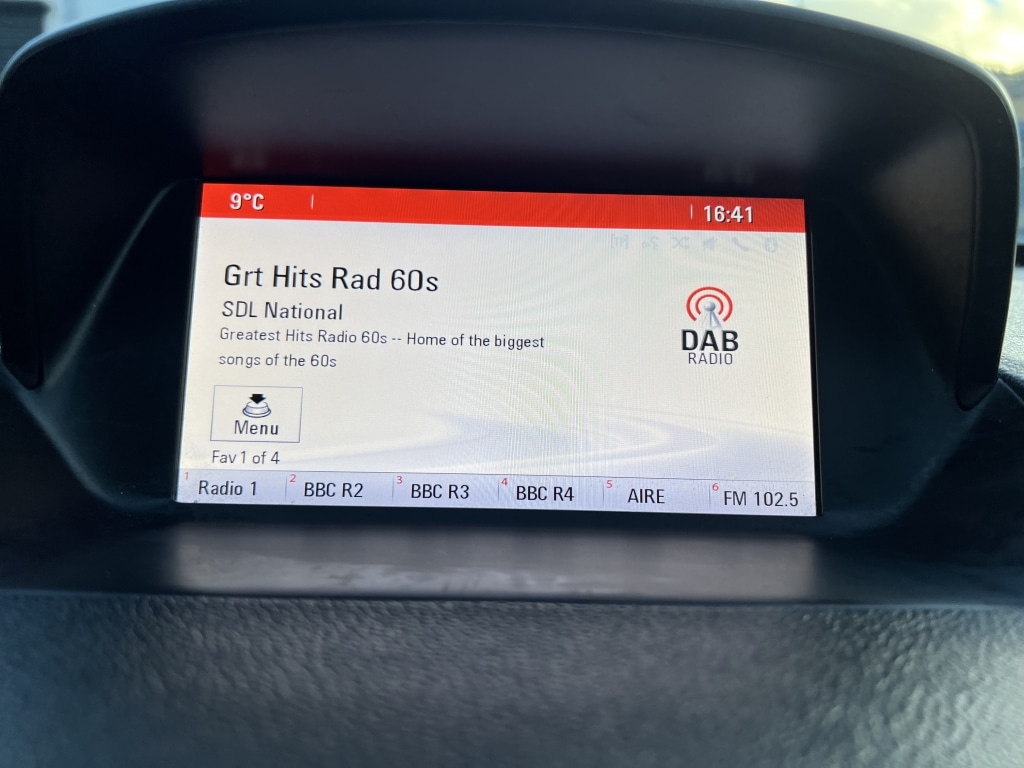 9°C 16:41
Grt Hits Rad 60s
SDL National
Greatest Hits Radio 60s -- Home of the biggest
songs of the 60s
DAB
RADIO
Menu
Fav 1 of 4
1 Radio 1 2 BBC R2 3 BBC R3 4 BBC R4 5 AIRE 6 FM 102.5